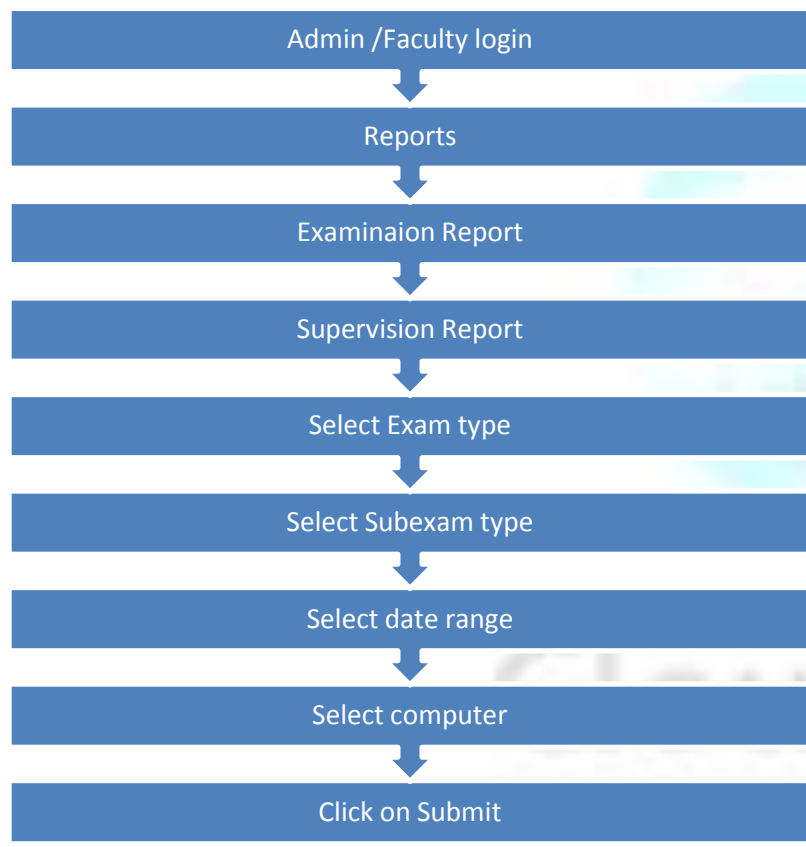 Admin /Faculty login
Reports
Examinaion Report
Supervision Report
Select Exam type
Select Subexam type
Select date range
Select computer
Click on Submit